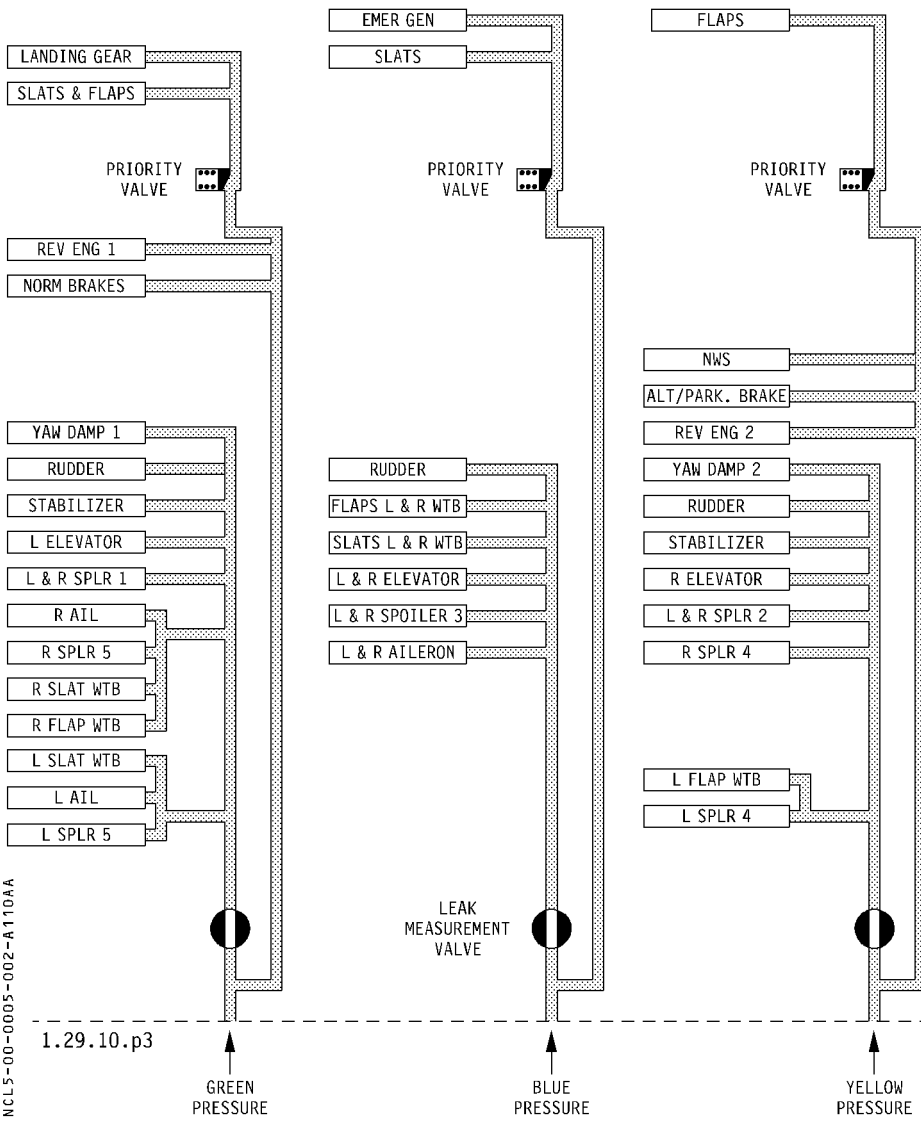 LANDING GEAR
SLATS & FLAPS
PRIORITY
VALVE
REV ENG 1
NORM BRAKES
YAW DAMP 1
RUDDER
STABILIZER
L ELEVATOR
L & R SPLR 1
R AIL
R SPLR 5
R SLAT WTB
R FLAP WTB
L SLAT WTB
L AIL
L SPLR 5
EMER GEN
SLATS
PRIORITY
VALVE
RUDDER
FLAPS L & R WTB
SLATS L & R WTB
L & R ELEVATOR
L & R SPOILER 3
L & R AILERON
LEAK
MEASUREMENT
VALVE
FLAPS
PRIORITY
VALVE
NWS
ALT/PARK. BRAKE
REV ENG 2
YAW DAMP 2
RUDDER
STABILIZER
R ELEVATOR
L & R SPLR 2
R SPLR 4
L FLAP WTB
L SPLR 4
NCL5-00-0005-002-A110AA
1.29.10.p3
GREEN
PRESSURE
BLUE
PRESSURE
YELLOW
PRESSURE